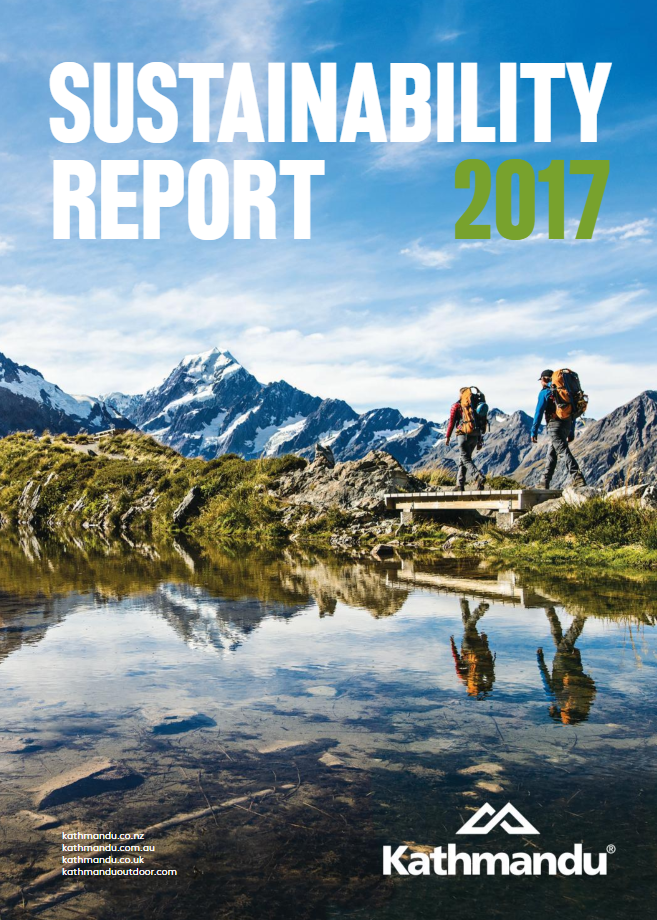 SUSTAINABILITY
REPORT 2017
kathmandu.co.nz
kathmandu.com.au
kathmandu.co.uk
kathmanduoutdoor.com
Kathmandu®